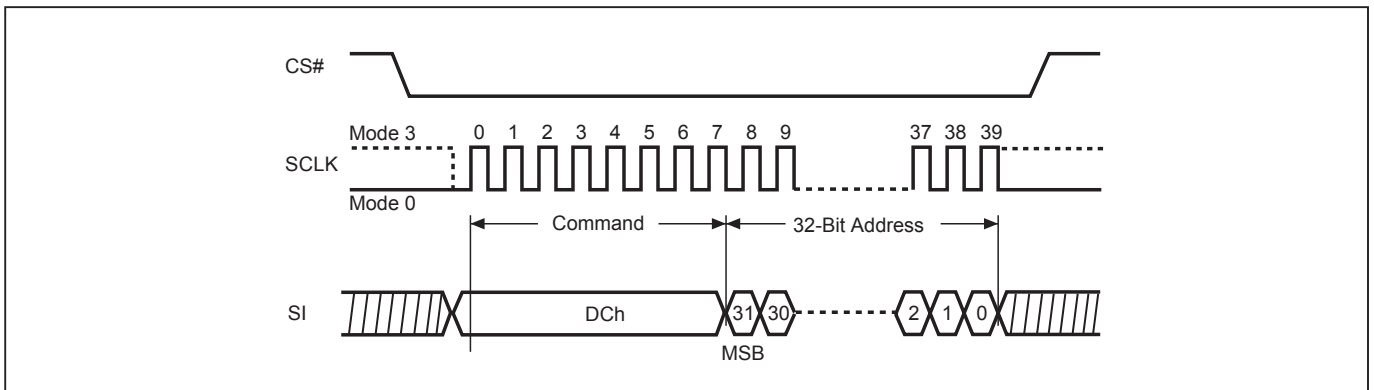 CS#
Mode 3
0 1 2 3 4 5 6 7 8 9 37 38 39
SCLK
Mode 0
Command 32-Bit Address
SI DCh 31 30 2 1 0
MSB